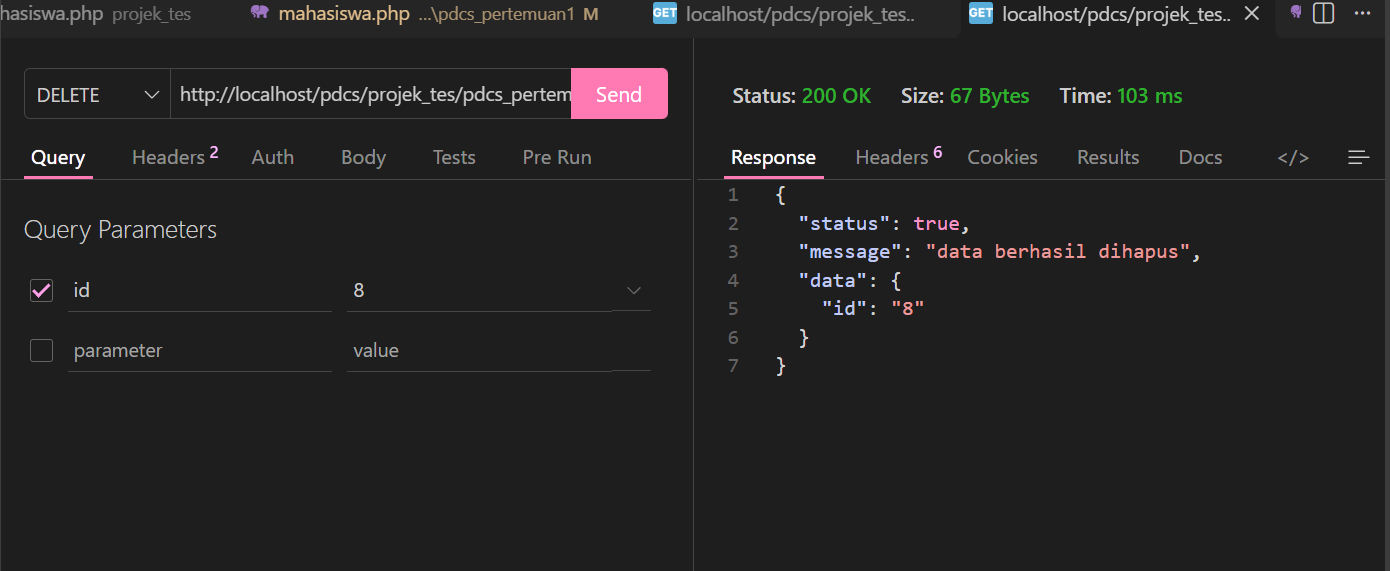 hasiswa.php projek_tes mahasiswa.php ...\pdcs_pertemuan1 M GET localhost/pdcs/projek_tes.. GET localhost/pdcs/projek_tes..
DELETE http://localhost/pdcs/projek_tes/pdcs_pertem Send
Query Headers 2 Auth Body Tests Pre Run
Query Parameters
id 8
parameter value
Status: 200 OK Size: 67 Bytes Time: 103 ms
Response Headers 6 Cookies Results Docs </>
1 {
2 "status": true,
3 "message": "data berhasil dihapus",
4 "data": {
5 "id": "8"
6 }
7 }